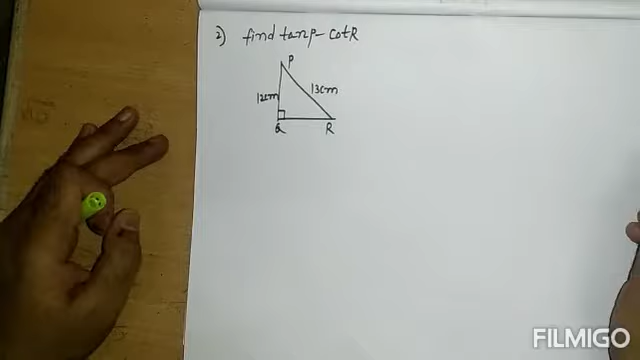 2) find tanP - cotR
P
12cm
13cm
Q
R
FILMIGO